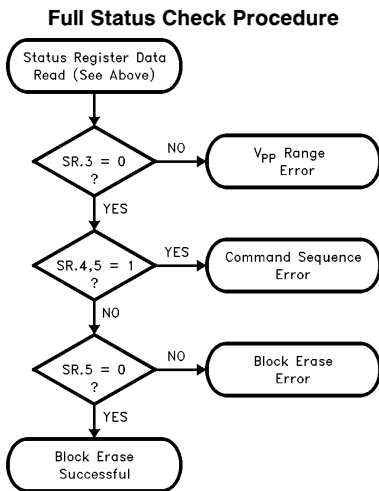 Full Status Check Procedure
Status Register Data
Read (See Above)
SR.3 = 0
?
NO
VPP Range
Error
YES
SR.4,5 = 1
?
YES
Command Sequence
Error
NO
SR.5 = 0
?
NO
Block Erase
Error
YES
Block Erase
Successful